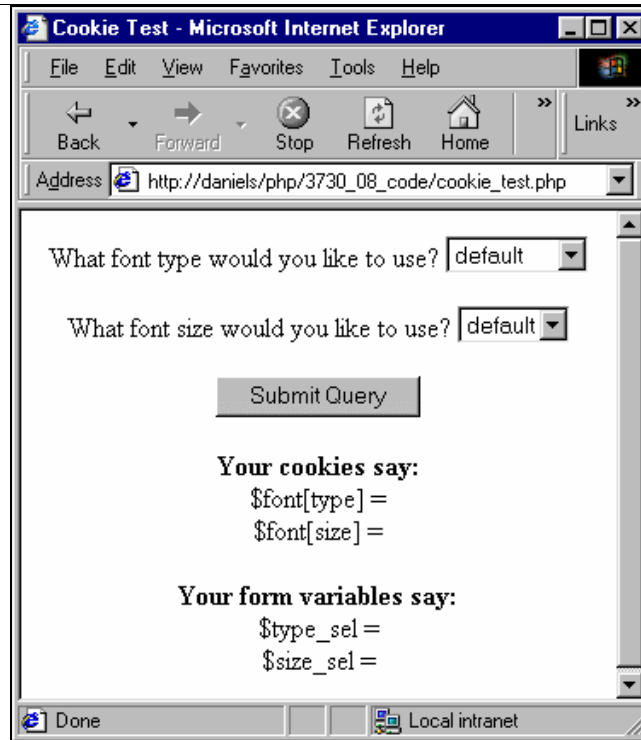 Cookie Test - Microsoft Internet Explorer
File Edit View Favorites Tools Help
Back Forward Stop Refresh Home » Links »
Address http://daniels/php/3730_08_code/cookie_test.php
What font type would you like to use? default
What font size would you like to use? default
Submit Query
Your cookies say:
$font[type] =
$font[size] =
Your form variables say:
$type_sel =
$size_sel =
Done Local intranet